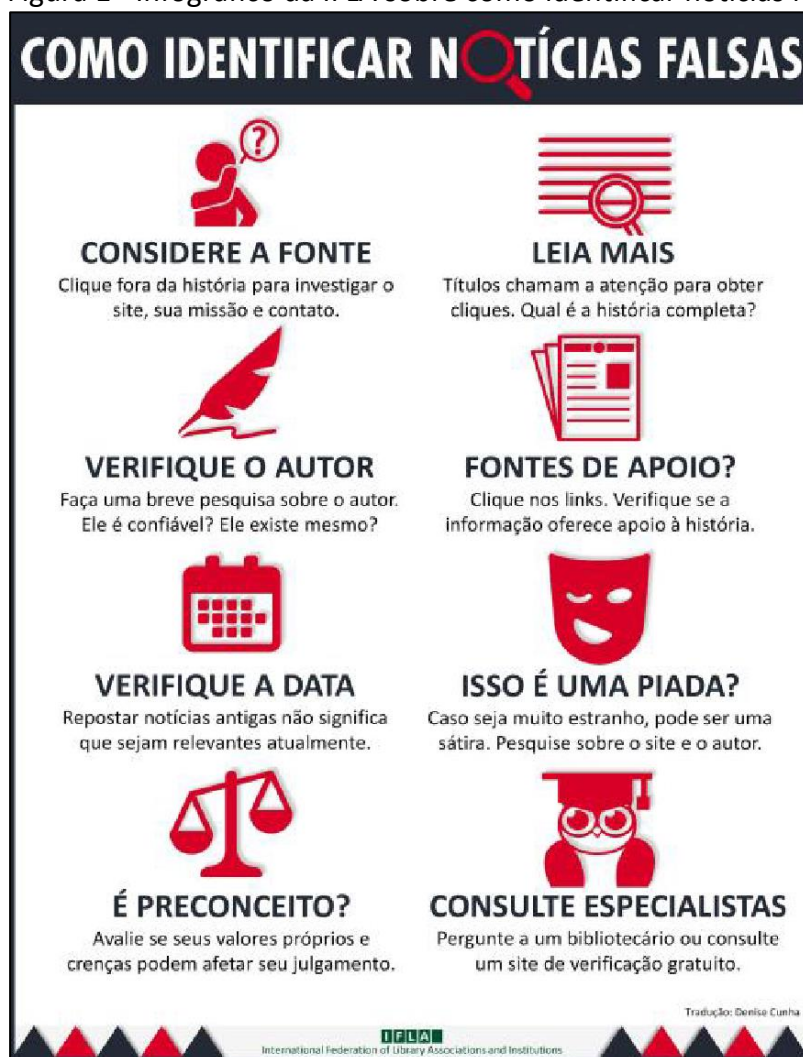 COMO IDENTIFICAR NOTÍCIAS FALSAS
CONSIDERE A FONTE
Clique fora da história para investigar o
site, sua missão e contato.
LEIA MAIS
Títulos chamam a atenção para obter
cliques. Qual é a história completa?
VERIFIQUE O AUTOR
Faça uma breve pesquisa sobre o autor.
Ele é confiável? Ele existe mesmo?
FONTES DE APOIO?
Clique nos links. Verifique se a
informação oferece apoio à história.
VERIFIQUE A DATA
Repostar notícias antigas não significa
que sejam relevantes atualmente.
ISSO É UMA PIADA?
Caso seja muito estranho, pode ser uma
sátira. Pesquise sobre o site e o autor.
É PRECONCEITO?
Avalie se seus valores próprios e
crenças podem afetar seu julgamento.
CONSULTE ESPECIALISTAS
Pergunte a um bibliotecário ou consulte
um site de verificação gratuito.
Tradução: Denise Cunha
IFLA
International Federation of Library Associations and Institutions